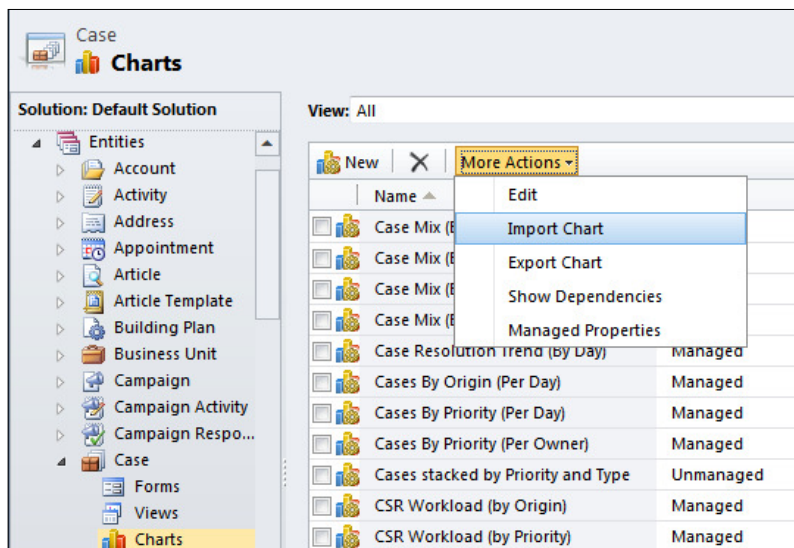 Case
Charts
Solution: Default Solution
Entities
Account
Activity
Address
Appointment
Article
Article Template
Building Plan
Business Unit
Campaign
Campaign Activity
Campaign Respo...
Case
Forms
Views
Charts
View: All
New
More Actions
Edit
Import Chart
Export Chart
Show Dependencies
Managed Properties
Name
Case Mix (
Case Mix (
Case Mix (
Case Mix (
Case Resolution Trend (By Day) Managed
Cases By Origin (Per Day) Managed
Cases By Priority (Per Day) Managed
Cases By Priority (Per Owner) Managed
Cases stacked by Priority and Type Unmanaged
CSR Workload (by Origin) Managed
CSR Workload (by Priority) Managed